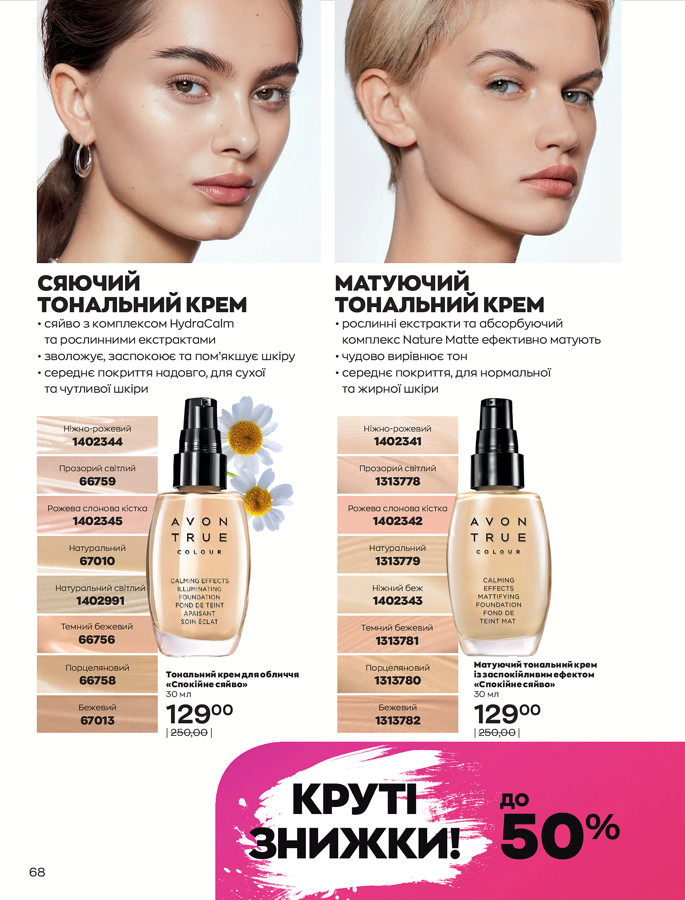 СЯЮЧИЙ
ТОНАЛЬНИЙ КРЕМ
• сяйво з комплексом HydraCalm
та рослинними екстрактами
• зволожує, заспокоює та пом’якшує шкіру
• середнє покриття надовго, для сухої
та чутливої шкіри
Ніжно-рожевий
1402344
Прозорий світлий
66759
Рожева слонова кістка
1402345
Натуральний
67010
Натуральний світлий
1402991
Темний бежевий
66756
Порцеляновий
66758
Бежевий
67013
AVON
TRUE
COLOUR
CALMING EFFECTS
ILLUMINATING
FOUNDATION
FOND DE TEINT
APAISANT
SOIN ÉCLAT
Тональний крем для обличчя
«Спокійне сяйво»
30 мл
129⁰⁰
| 250,00 |
МАТУЮЧИЙ
ТОНАЛЬНИЙ КРЕМ
• рослинні екстракти та абсорбуючий
комплекс Nature Matte ефективно матують
• чудово вирівнює тон
• середнє покриття, для нормальної
та жирної шкіри
Ніжно-рожевий
1402341
Прозорий світлий
1313778
Рожева слонова кістка
1402342
Натуральний
1313779
Ніжний беж
1402343
Темний бежевий
1313781
Порцеляновий
1313780
Бежевий
1313782
AVON
TRUE
COLOUR
CALMING
EFFECTS
MATTIFYING
FOUNDATION
FOND DE
TEINT MAT
Матуючий тональний крем
із заспокійливим ефектом
«Спокійне сяйво»
30 мл
129⁰⁰
| 250,00 |
КРУТІ
ЗНИЖКИ!
до
50%
68